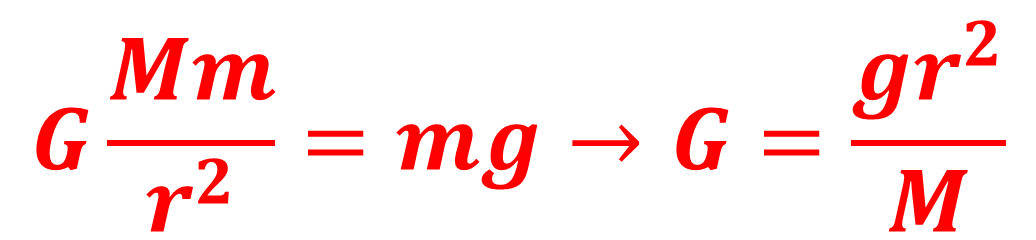 G Mm/r² = mg → G = gr²/M